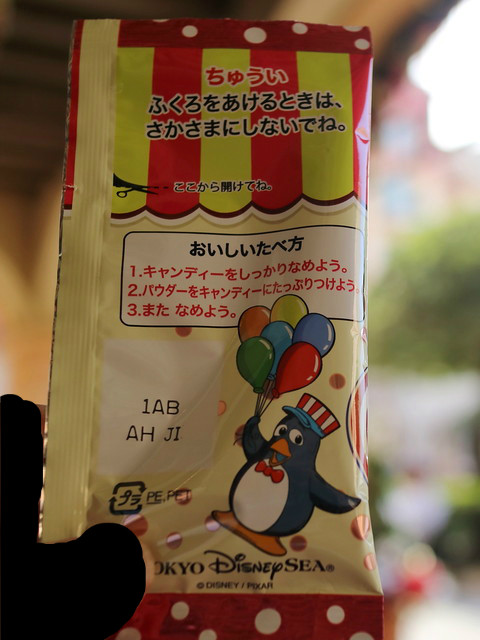 ちゅうい
ふくろをあけるときは、
さかさまにしないでね。
ここから開けてね。
おいしいたべ方
1.キャンディーをしっかりなめよう。
2.パウダーをキャンディーにたっぷりつけよう。
3.また なめよう。
1AB
AH JI
プラ PE,PET
OKYO DISNEYSEA®
© DISNEY / PIXAR